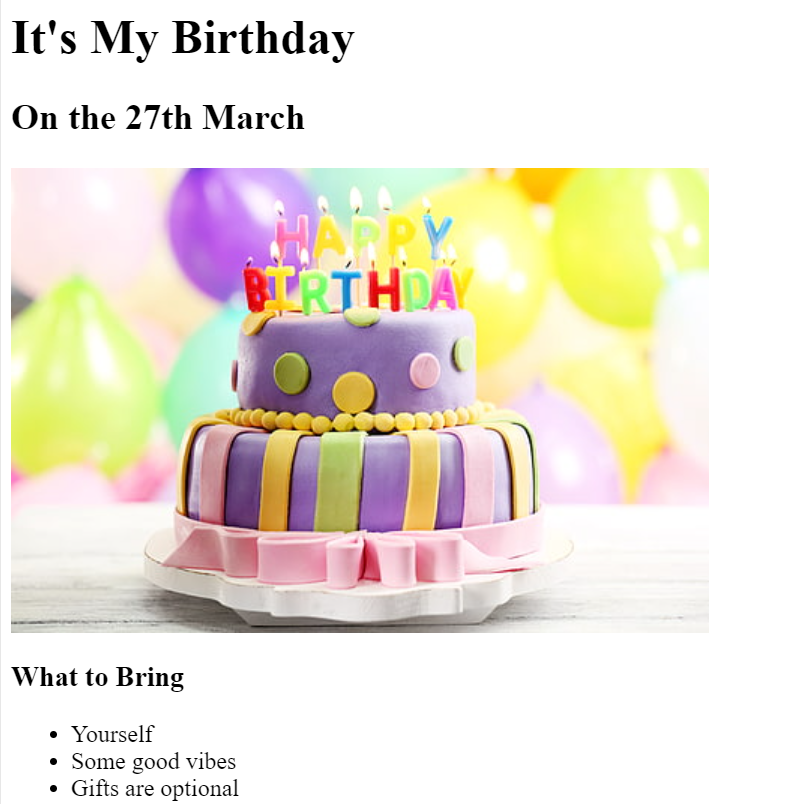 It's My Birthday
On the 27th March
HAPPY
BIRTHDAY
What to Bring
Yourself
Some good vibes
Gifts are optional